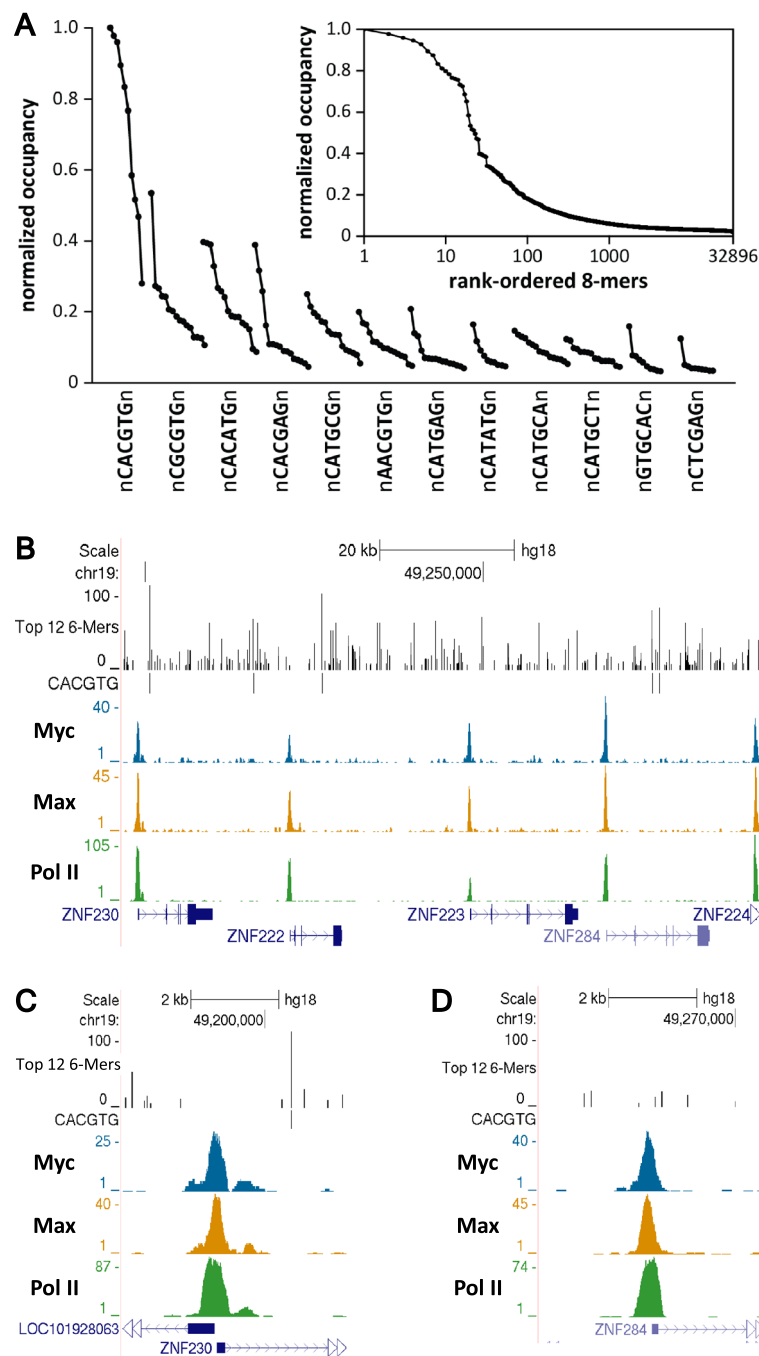 A
normalized occupancy
1.0
0.8
0.6
0.4
0.2
0
nCACGTGn
nCGCGTGn
nCACATGn
nCACGAGn
nCATGCGn
nAACGTGn
nCATGAGn
nCATATGn
nCATGCAn
nCATGCTn
nGTGCACn
nCTCGAGn
normalized occupancy
1.0
0.8
0.6
0.4
0.2
0
1 10 100 1000 32896
rank-ordered 8-mers
B
Scale 20 kb hg18
chr19: 49,250,000
100 -
Top 12 6-Mers
0 _
CACGTG
40 -
Myc
1 _
45 -
Max
1 _
105 -
Pol II
1 _
ZNF230 ZNF223 ZNF224
ZNF222 ZNF284
C
Scale 2 kb hg18
chr19: 49,200,000
100 -
Top 12 6-Mers
0 _
CACGTG
25 -
Myc
1 _
40 -
Max
1 _
87 -
Pol II
1 _
LOC101928063
ZNF230
D
Scale 2 kb hg18
chr19: 49,270,000
100 -
Top 12 6-Mers
0 _
CACGTG
40 -
Myc
1 _
45 -
Max
1 _
74 -
Pol II
1 _
ZNF284